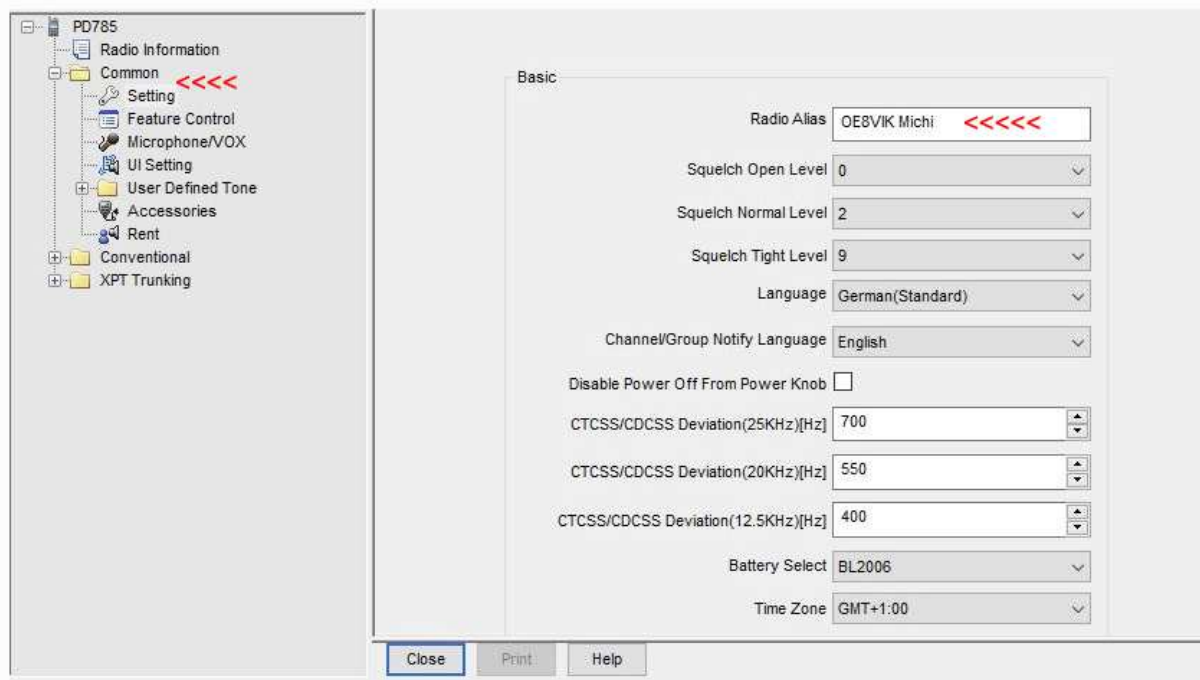 PD785
Radio Information
Common
<<<<
Setting
Feature Control
Microphone/VOX
UI Setting
User Defined Tone
Accessories
Rent
Conventional
XPT Trunking
Basic
Radio Alias OE8VIK Michi <<<<<
Squelch Open Level 0
Squelch Normal Level 2
Squelch Tight Level 9
Language German(Standard)
Channel/Group Notify Language English
Disable Power Off From Power Knob
CTCSS/CDCSS Deviation(25KHz)[Hz] 700
CTCSS/CDCSS Deviation(20KHz)[Hz] 550
CTCSS/CDCSS Deviation(12.5KHz)[Hz] 400
Battery Select BL2006
Time Zone GMT+1:00
Close Print Help